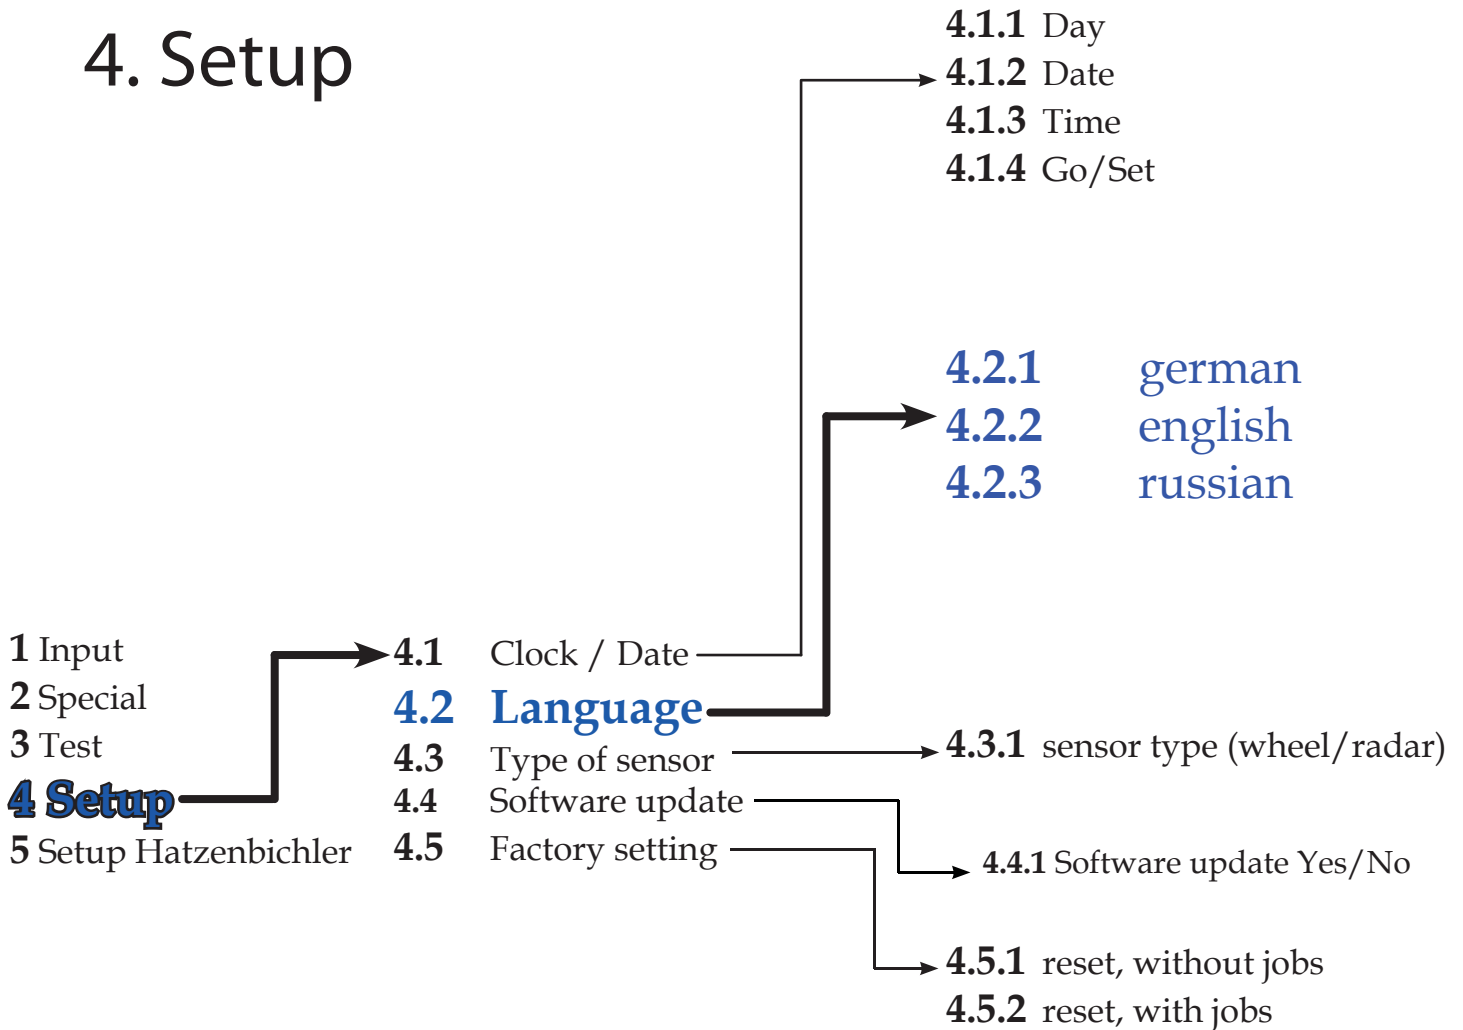 4. Setup
4.1.1 Day
4.1.2 Date
4.1.3 Time
4.1.4 Go/Set
4.2.1 german
4.2.2 english
4.2.3 russian
1 Input
2 Special
3 Test
4 Setup
5 Setup Hatzenbichler
4.1 Clock / Date
4.2 Language
4.3 Type of sensor
4.4 Software update
4.5 Factory setting
4.3.1 sensor type (wheel/radar)
4.4.1 Software update Yes/No
4.5.1 reset, without jobs
4.5.2 reset, with jobs